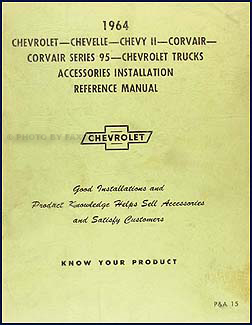 1964
CHEVROLET—CHEVELLE—CHEVY II—CORVAIR—
CORVAIR SERIES 95—CHEVROLET TRUCKS
ACCESSORIES INSTALLATION
REFERENCE MANUAL
CHEVROLET
Good Installations and
Product Knowledge Helps Sell Accessories
and Satisfy Customers
KNOW YOUR PRODUCT
P&A 15